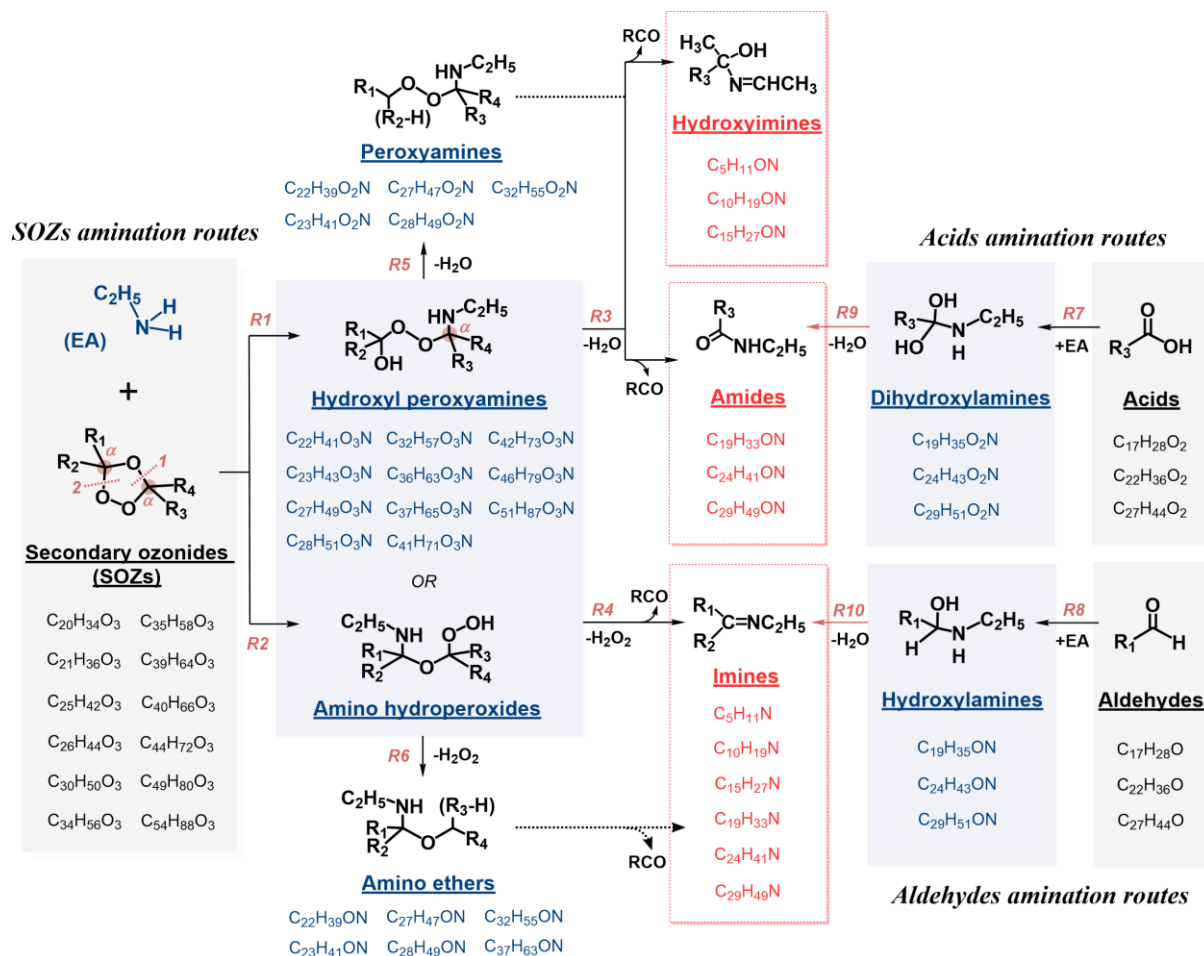 SOZs amination routes
C₂H₅
H
N
H
(EA)
+
R₁
R₂
α
O
1
2
O
O
α
R₄
R₃
Secondary ozonides
(SOZs)
C₂₀H₃₄O₃ C₃₅H₅₈O₃
C₂₁H₃₆O₃ C₃₉H₆₄O₃
C₂₅H₄₂O₃ C₄₀H₆₆O₃
C₂₆H₄₄O₃ C₄₄H₇₂O₃
C₃₀H₅₀O₃ C₄₉H₈₀O₃
C₃₄H₅₆O₃ C₅₄H₈₈O₃
R1
R2
HN C₂H₅
R₁ O O R₄
(R₂-H) R₃
Peroxyamines
C₂₂H₃₉O₂N C₂₇H₄₇O₂N C₃₂H₅₅O₂N
C₂₃H₄₁O₂N C₂₈H₄₉O₂N
R5 -H₂O
HN C₂H₅
R₁ O O α R₄
R₂ OH R₃
Hydroxyl peroxyamines
C₂₂H₄₁O₃N C₃₂H₅₇O₃N C₄₂H₇₃O₃N
C₂₃H₄₃O₃N C₃₆H₆₃O₃N C₄₆H₇₉O₃N
C₂₇H₄₉O₃N C₃₇H₆₅O₃N C₅₁H₈₇O₃N
C₂₈H₅₁O₃N C₄₁H₇₁O₃N
OR
C₂H₅ NH O OH
R₁ R₃
R₂ O R₄
Amino hydroperoxides
R6 -H₂O₂
C₂H₅ NH (R₃-H)
R₁
R₂ O R₄
Amino ethers
C₂₂H₃₉ON C₂₇H₄₇ON C₃₂H₅₅ON
C₂₃H₄₁ON C₂₈H₄₉ON C₃₇H₆₃ON
R3
-H₂O
RCO
RCO
R4
-H₂O₂
RCO
RCO
H₃C OH
R₃ C
N=CHCH₃
Hydroxyimines
C₅H₁₁ON
C₁₀H₁₉ON
C₁₅H₂₇ON
R₃
O NHC₂H₅
Amides
C₁₉H₃₃ON
C₂₄H₄₁ON
C₂₉H₄₉ON
R₁
C=NC₂H₅
R₂
Imines
C₅H₁₁N
C₁₀H₁₉N
C₁₅H₂₇N
C₁₉H₃₃N
C₂₄H₄₁N
C₂₉H₄₉N
Acids amination routes
R9
-H₂O
OH
R₃ C₂H₅
HO N
H
Dihydroxylamines
C₁₉H₃₅O₂N
C₂₄H₄₃O₂N
C₂₉H₅₁O₂N
R7
+EA
O
R₃ OH
Acids
C₁₇H₂₈O₂
C₂₂H₃₆O₂
C₂₇H₄₄O₂
R10
-H₂O
OH
R₁ C₂H₅
H N
H
Hydroxylamines
C₁₉H₃₅ON
C₂₄H₄₃ON
C₂₉H₅₁ON
R8
+EA
O
R₁ H
Aldehydes
C₁₇H₂₈O
C₂₂H₃₆O
C₂₇H₄₄O
Aldehydes amination routes